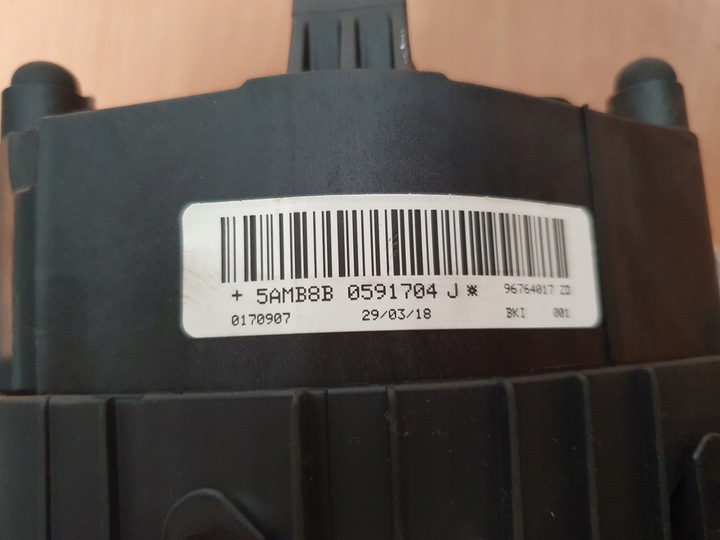 + 5AMB8B 0591704 J ✱ 96764017 ZD
0170907 29/03/18 BKI 001